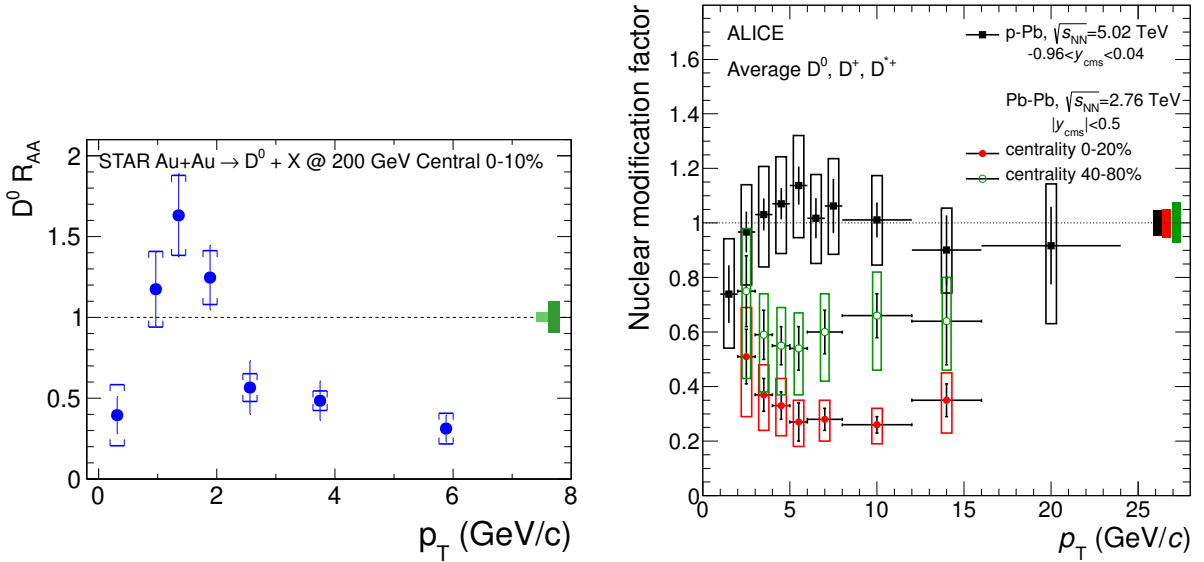 STAR Au+Au → D⁰ + X @ 200 GeV Central 0-10%
D⁰ R_AA
2
1.5
1
0.5
0
0 2 4 6 8
p_T (GeV/c)
ALICE
Average D⁰, D⁺, D*⁺
p-Pb, √s_NN=5.02 TeV
-0.96<y_cms<0.04
Pb-Pb, √s_NN=2.76 TeV
|y_cms|<0.5
centrality 0-20%
centrality 40-80%
Nuclear modification factor
1.6
1.4
1.2
1
0.8
0.6
0.4
0.2
0
0 5 10 15 20 25
p_T (GeV/c)